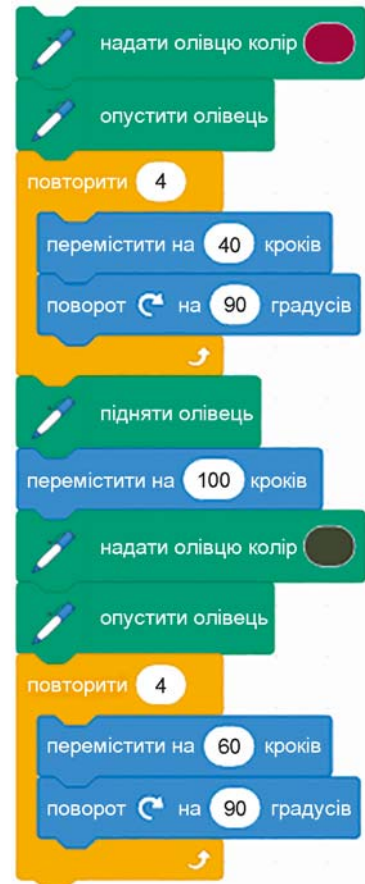 надати олівцю колір
опустити олівець
повторити 4
перемістити на 40 кроків
поворот на 90 градусів
підняти олівець
перемістити на 100 кроків
надати олівцю колір
опустити олівець
повторити 4
перемістити на 60 кроків
поворот на 90 градусів